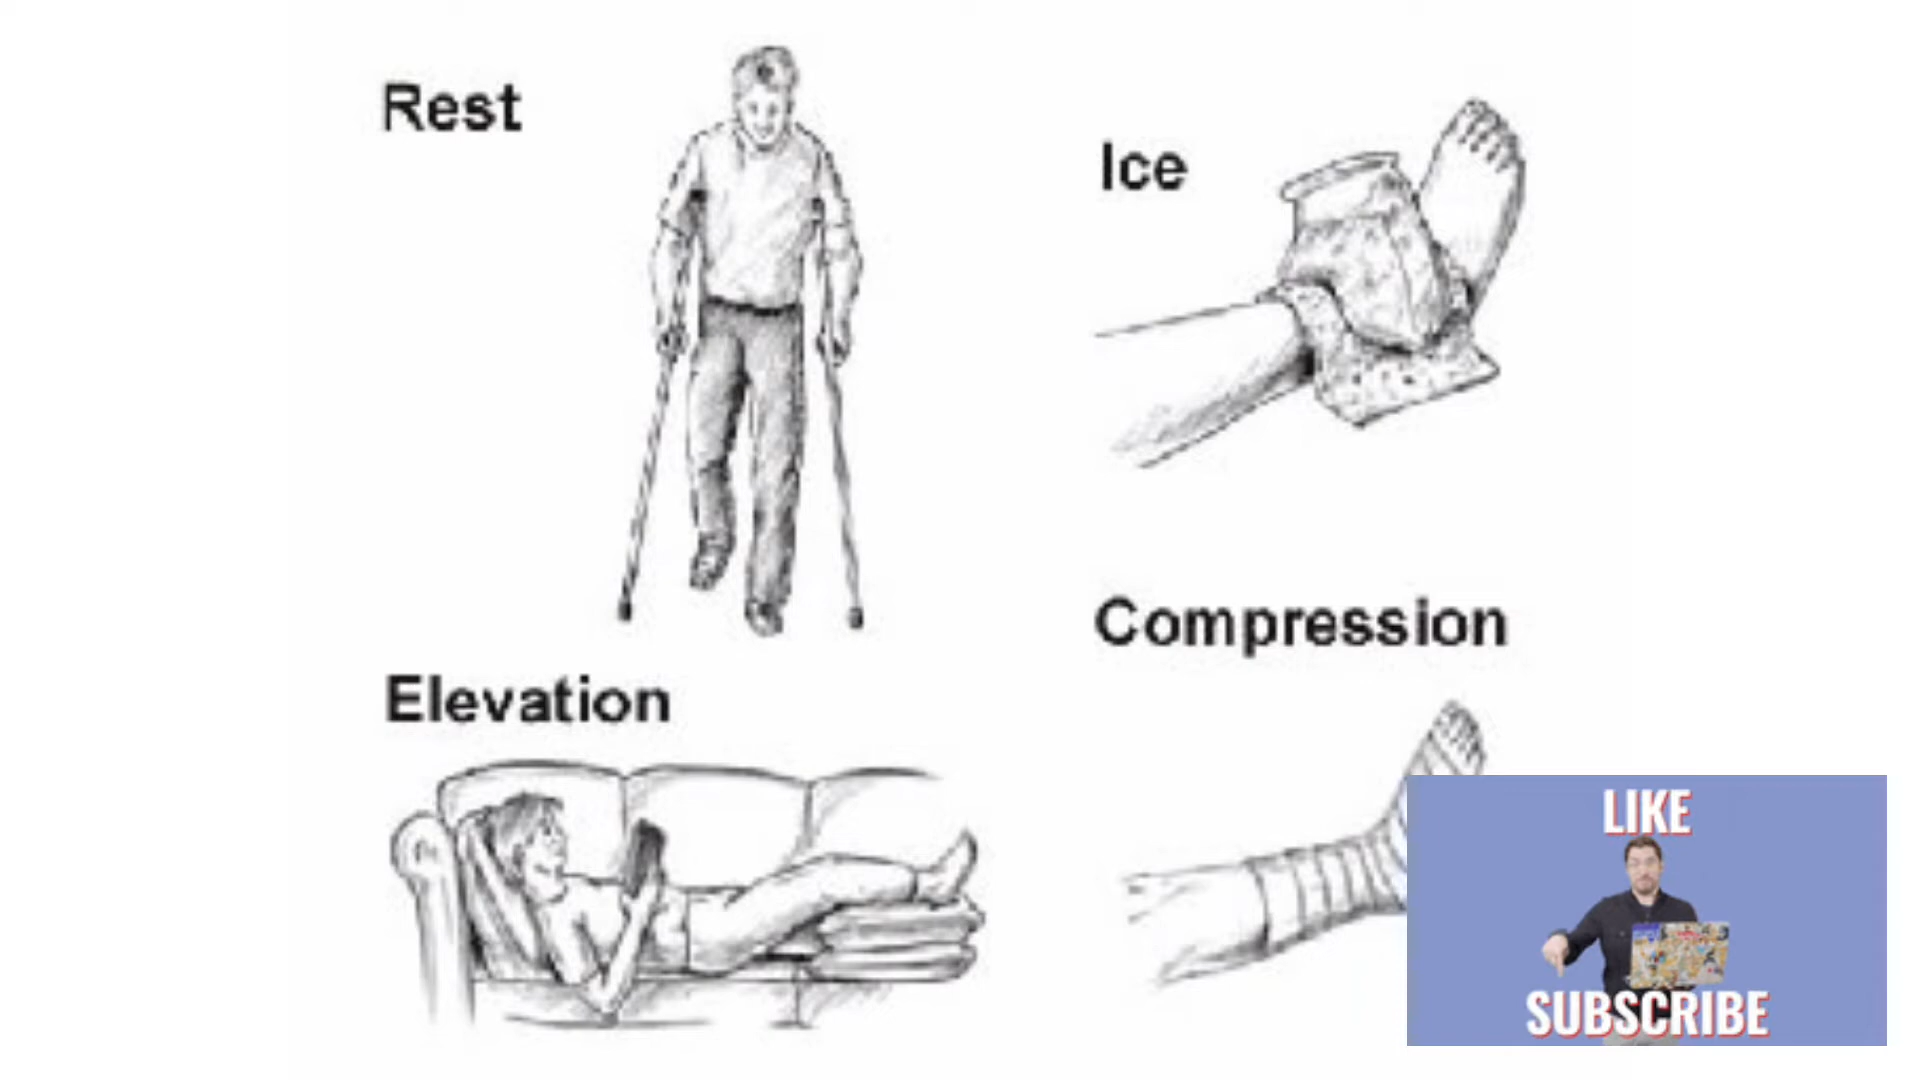 Rest
Ice
Compression
Elevation
LIKE
SUBSCRIBE